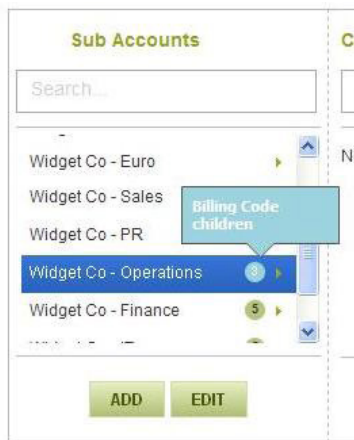 Sub Accounts
C
Search...
N
Widget Co - Euro
Widget Co - Sales
Billing Code
children
Widget Co - PR
Widget Co - Operations 3
Widget Co - Finance 5
ADD EDIT